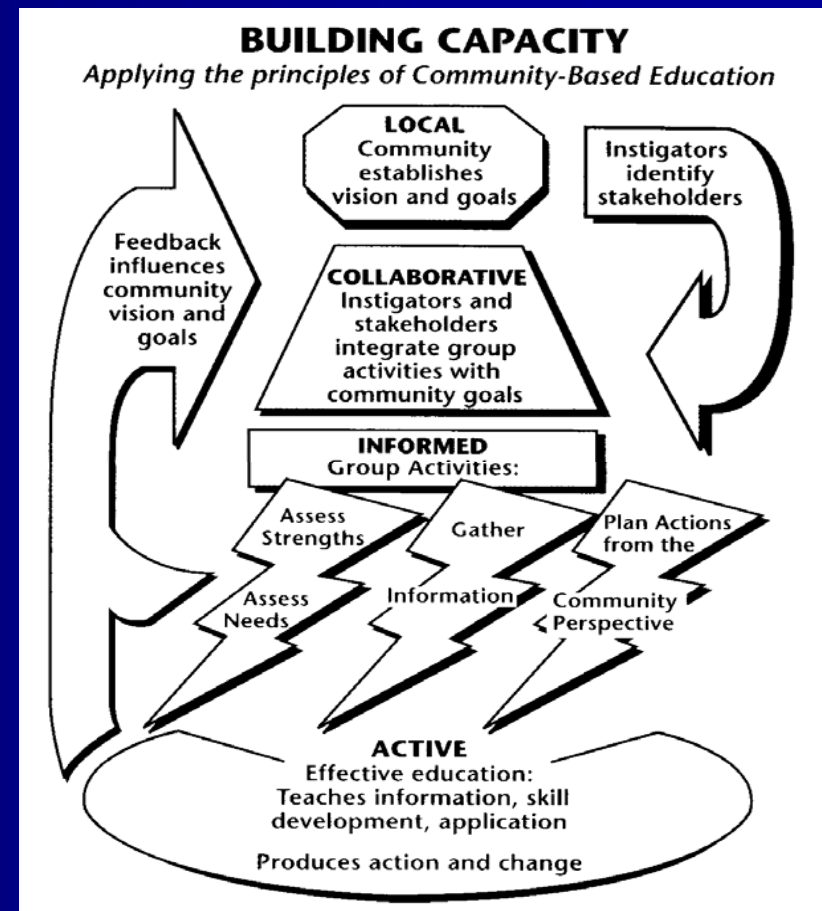 BUILDING CAPACITY
Applying the principles of Community-Based Education
LOCAL
Community
establishes
vision and goals
Instigators
identify
stakeholders
Feedback
influences
community
vision and
goals
COLLABORATIVE
Instigators and
stakeholders
integrate group
activities with
community goals
INFORMED
Group Activities:
Assess
Strengths
Assess
Needs
Gather
Information
Plan Actions
from the
Community
Perspective
ACTIVE
Effective education:
Teaches information, skill
development, application
Produces action and change